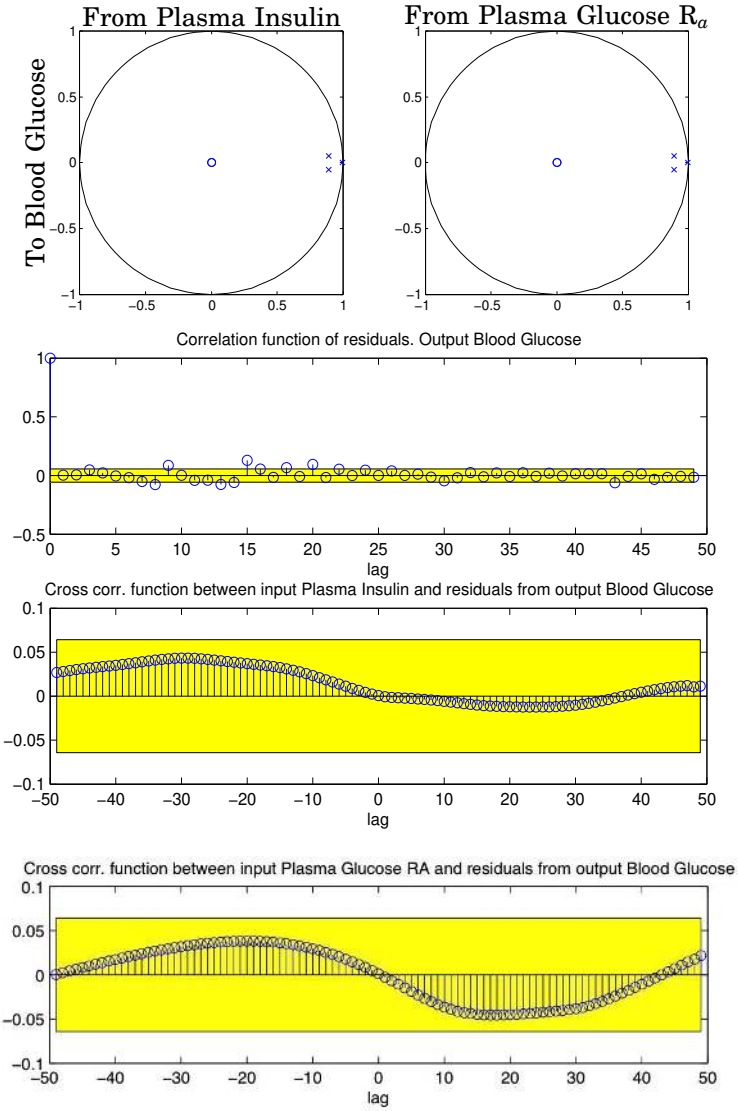 From Plasma Insulin
From Plasma Glucose Rₐ
To Blood Glucose
1
0.5
0
−0.5
−1
−1
−0.5
0
0.5
1
1
0.5
0
−0.5
−1
−1
−0.5
0
0.5
1
Correlation function of residuals. Output Blood Glucose
1
0.5
0
−0.5
0 5 10 15 20 25 30 35 40 45 50
lag
Cross corr. function between input Plasma Insulin and residuals from output Blood Glucose
0.1
0.05
0
−0.05
−0.1
−50 −40 −30 −20 −10 0 10 20 30 40 50
lag
Cross corr. function between input Plasma Glucose RA and residuals from output Blood Glucose
0.1
0.05
0
−0.05
−0.1
−50 −40 −30 −20 −10 0 10 20 30 40 50
lag